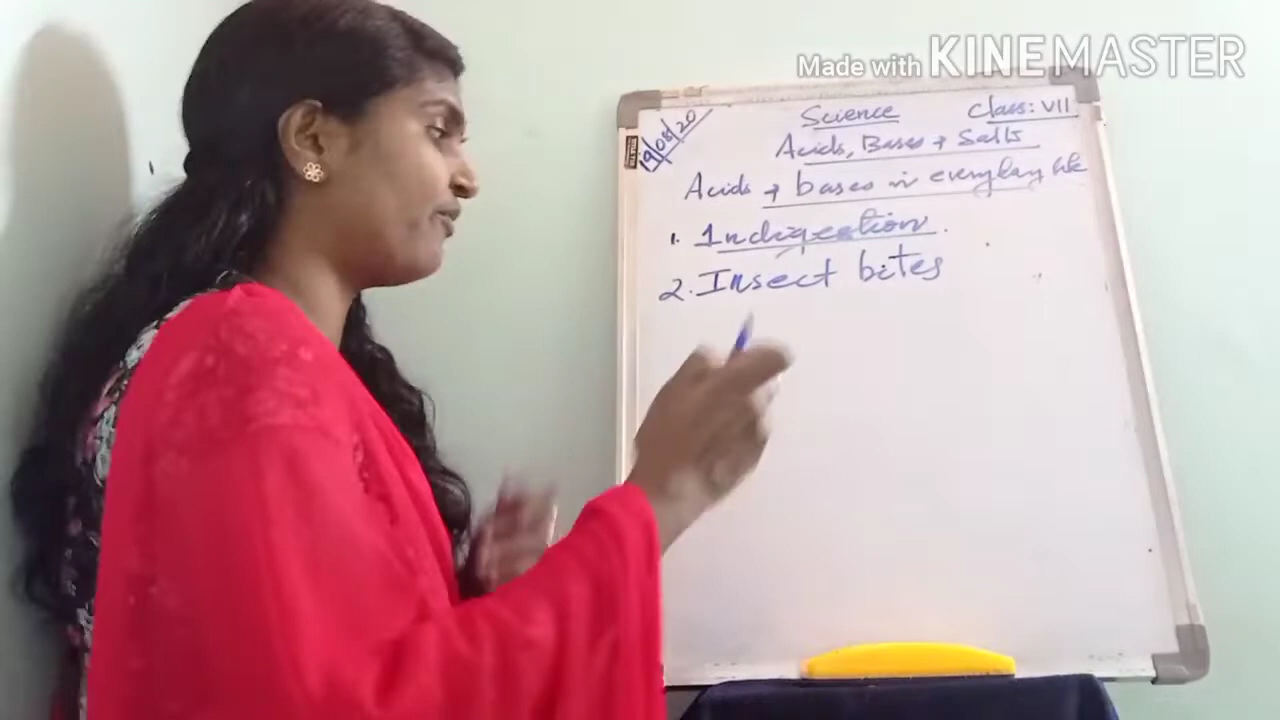 Made with KINEMASTER
Science Class: VII
19/08/20
Acids, Bases & Salts
Acids & bases in everyday life
1. Indigestion.
2. Insect bites